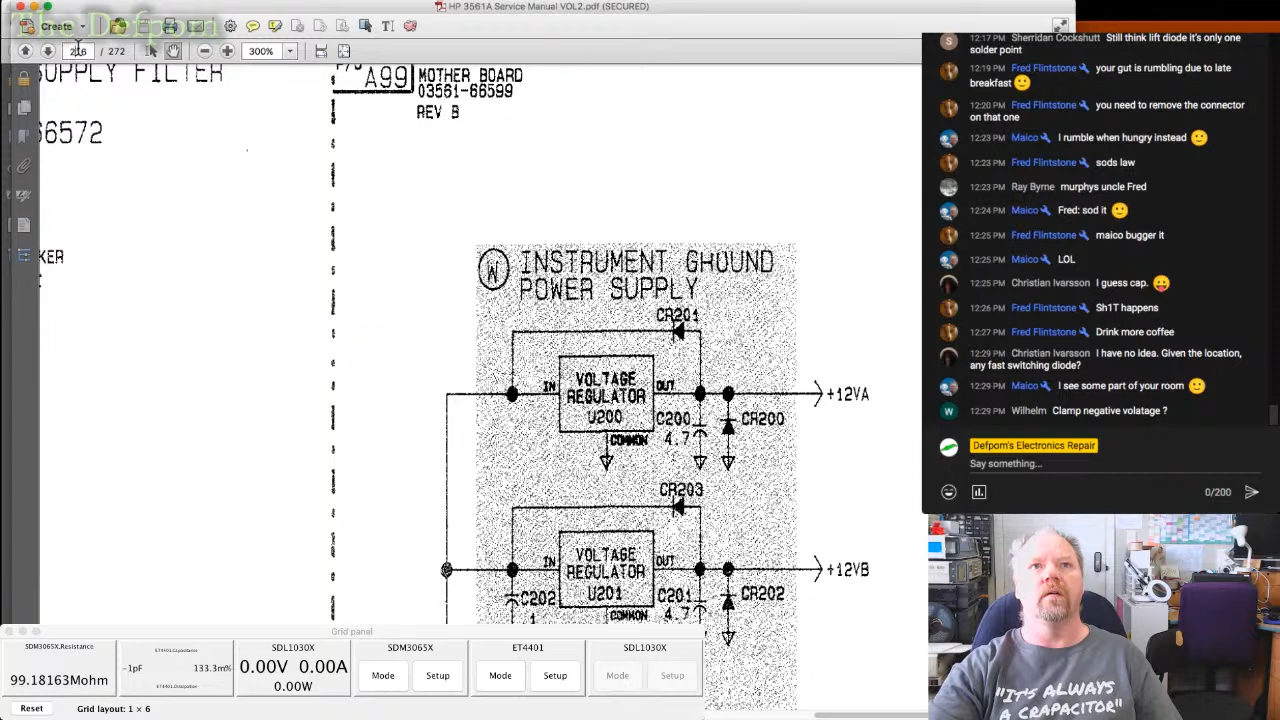 The Defpom
HP 3561A Service Manual VOL2.pdf (SECURED)
Create
/ 272
300%
SUPPLY FILTER
66572
KER
A99
MOTHER BOARD
03561-66599
REV B
W INSTRUMENT GHOUND
POWER SUPPLY
CR201
IN VOLTAGE REGULATOR U200 OUT
COMMON
C200
4.7
CR200
+12VA
CR203
IN VOLTAGE REGULATOR U201 OUT
COMMON
C202
1
C201
4.7
CR202
+12VB
12:17 PM Sherridan Cockshutt Still think lift diode it's only one
solder point
12:19 PM Fred Flintstone your gut is rumbling due to late
breakfast 🙂
12:20 PM Fred Flintstone you need to remove the connector
on that one
12:23 PM Maico I rumble when hungry instead 🙂
12:23 PM Fred Flintstone sods law
12:23 PM Ray Byrne murphys uncle Fred
12:24 PM Maico Fred: sod it 🙂
12:25 PM Fred Flintstone maico bugger it
12:25 PM Maico LOL
12:25 PM Christian Ivarsson I guess cap. 😛
12:26 PM Fred Flintstone Sh1T happens
12:27 PM Fred Flintstone Drink more coffee
12:29 PM Christian Ivarsson I have no idea. Given the location,
any fast switching diode?
12:29 PM Maico I see some part of your room 🙂
12:29 PM Wilhelm Clamp negative volatage ?
Defpom's Electronics Repair
Say something...
0/200
Grid panel
SDM3065X.Resistance
99.18163Mohm
ET4401.Capacitance
-1pF 133.3m%
ET4401.Dissipation
SDL1030X
0.00V 0.00A
0.00W
SDM3065X
Mode Setup
ET4401
Mode Setup
SDL1030X
Mode Setup
Reset Grid layout: 1 × 6
"IT'S ALWAYS
A CRAPACITOR"